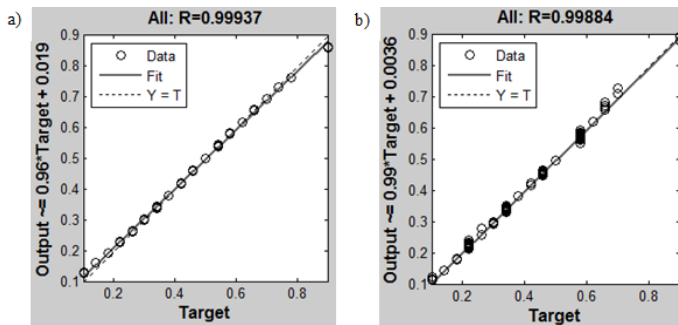 a)
All: R=0.99937
Output ~= 0.96*Target + 0.019
0.9
0.8
0.7
0.6
0.5
0.4
0.3
0.2
0.1
Data
Fit
Y = T
0.2 0.4 0.6 0.8
Target
b)
All: R=0.99884
Output ~= 0.99*Target + 0.0036
0.9
0.8
0.7
0.6
0.5
0.4
0.3
0.2
0.1
Data
Fit
Y = T
0.2 0.4 0.6 0.8
Target